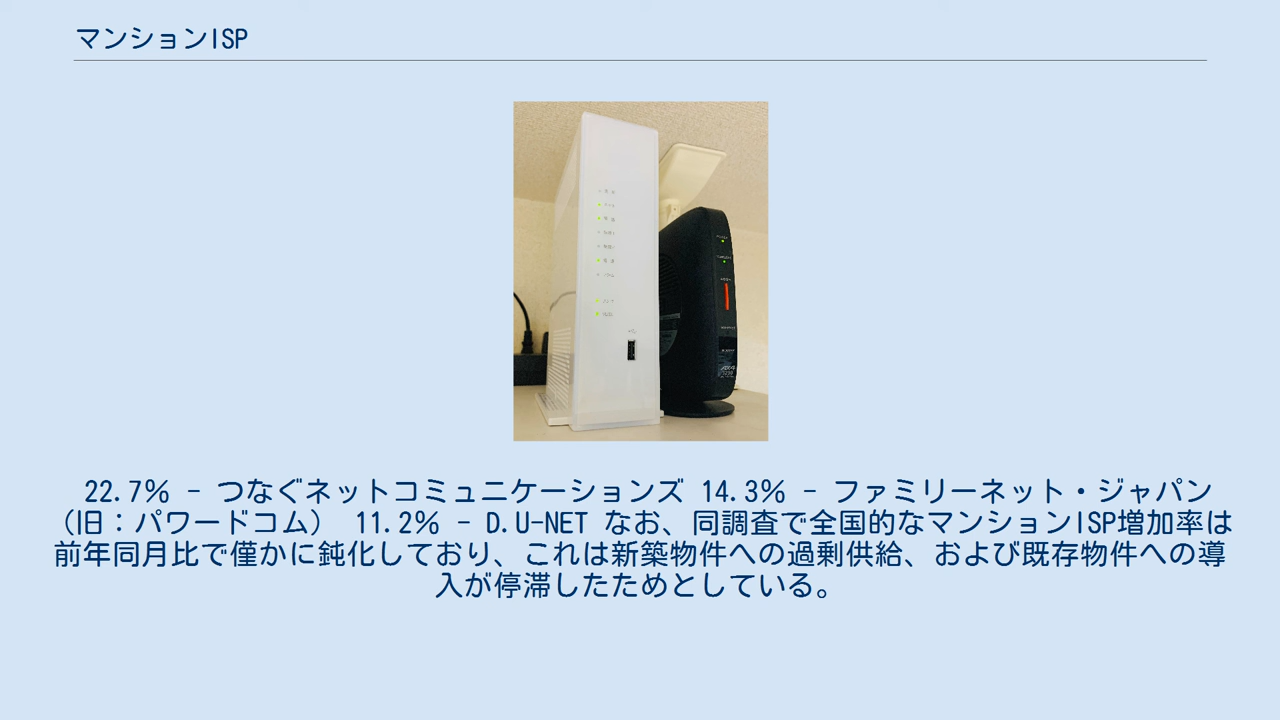 マンションISP
22.7% - つなぐネットコミュニケーションズ 14.3% - ファミリーネット・ジャパン
（旧：パワードコム） 11.2% - D.U-NET なお、同調査で全国的なマンションISP増加率は
前年同月比で僅かに鈍化しており、これは新築物件への過剰供給、および既存物件への導
入が停滞したためとしている。